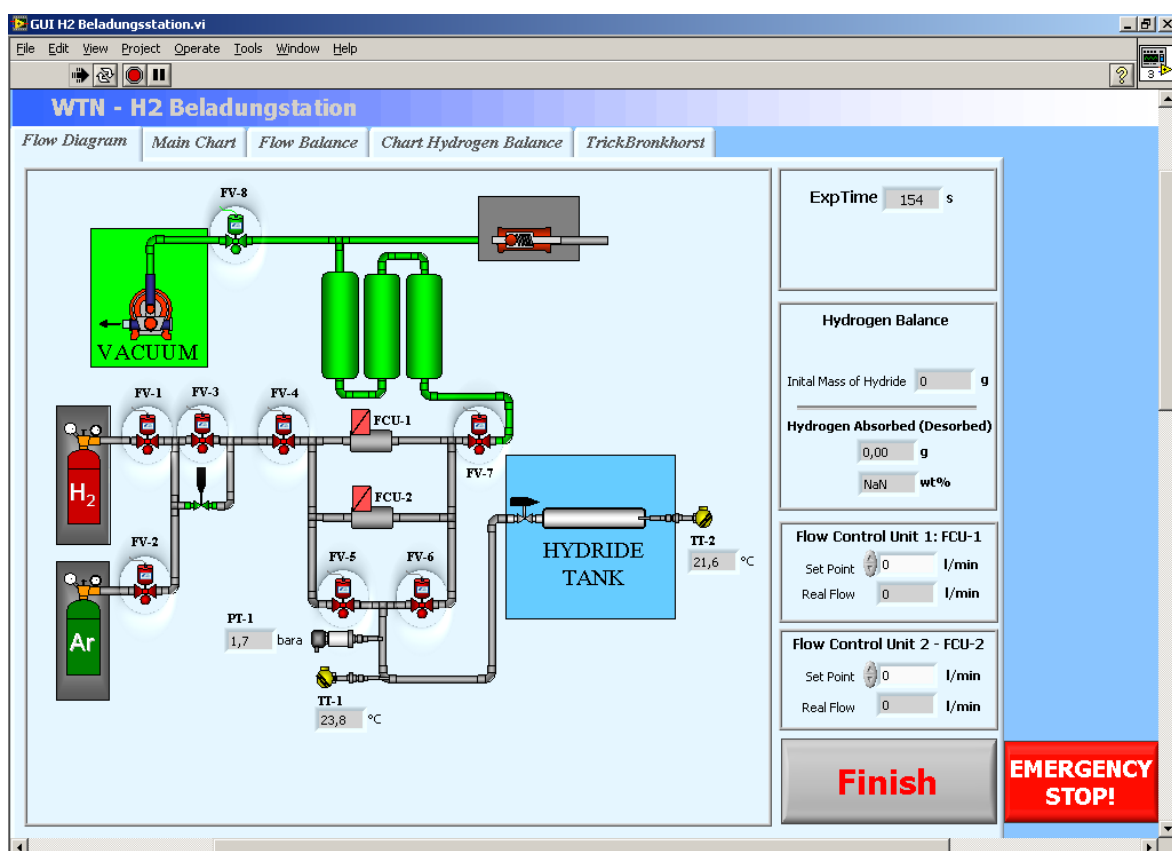 GUI H2 Beladungsstation.vi
File Edit View Project Operate Tools Window Help
3
WTN - H2 Beladungstation
Flow Diagram Main Chart Flow Balance Chart Hydrogen Balance TrickBronkhorst
FV-8
VACUUM
FV-1 FV-3 FV-4
FCU-1
H2
FV-7
FCU-2
FV-2
FV-5 FV-6
HYDRIDE
TANK
TT-2
21,6 °C
Ar
PT-1
1,7 bara
TT-1
23,8 °C
ExpTime 154 s
Hydrogen Balance
Inital Mass of Hydride 0 g
Hydrogen Absorbed (Desorbed)
0,00 g
NaN wt%
Flow Control Unit 1: FCU-1
Set Point 0 l/min
Real Flow 0 l/min
Flow Control Unit 2 - FCU-2
Set Point 0 l/min
Real Flow 0 l/min
Finish
EMERGENCY
STOP!